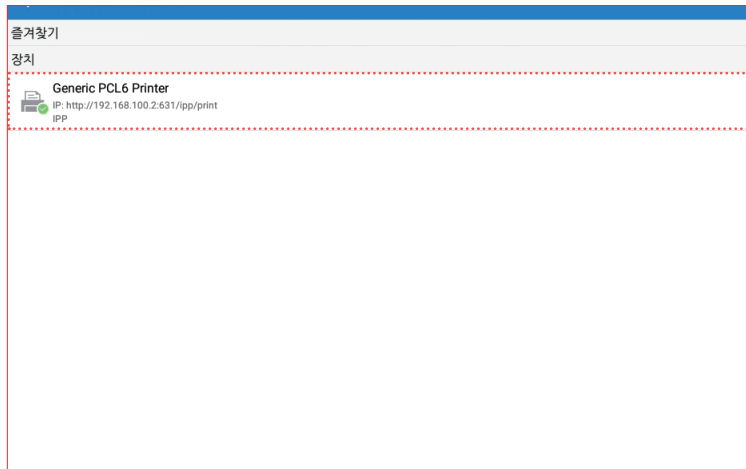 즐겨찾기
장치
Generic PCL6 Printer
IP: http://192.168.100.2:631/ipp/print
IPP